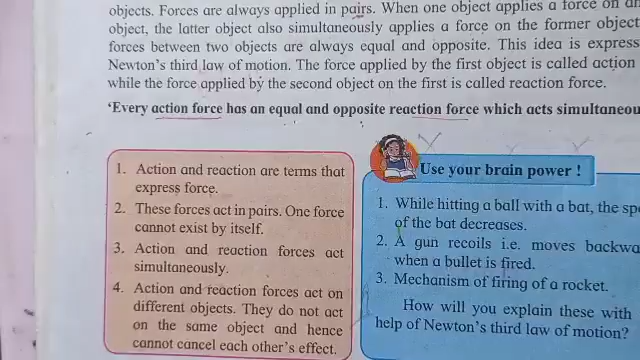 objects. Forces are always applied in pairs. When one object applies a force on an
object, the latter object also simultaneously applies a force on the former object
forces between two objects are always equal and opposite. This idea is express
Newton's third law of motion. The force applied by the first object is called action
while the force applied by the second object on the first is called reaction force.
'Every action force has an equal and opposite reaction force which acts simultaneou
1. Action and reaction are terms that
express force.
2. These forces act in pairs. One force
cannot exist by itself.
3. Action and reaction forces act
simultaneously.
4. Action and reaction forces act on
different objects. They do not act
on the same object and hence
cannot cancel each other's effect.
Use your brain power !
1. While hitting a ball with a bat, the spe
of the bat decreases.
2. A gun recoils i.e. moves backwa
when a bullet is fired.
3. Mechanism of firing of a rocket.
How will you explain these with
help of Newton's third law of motion?